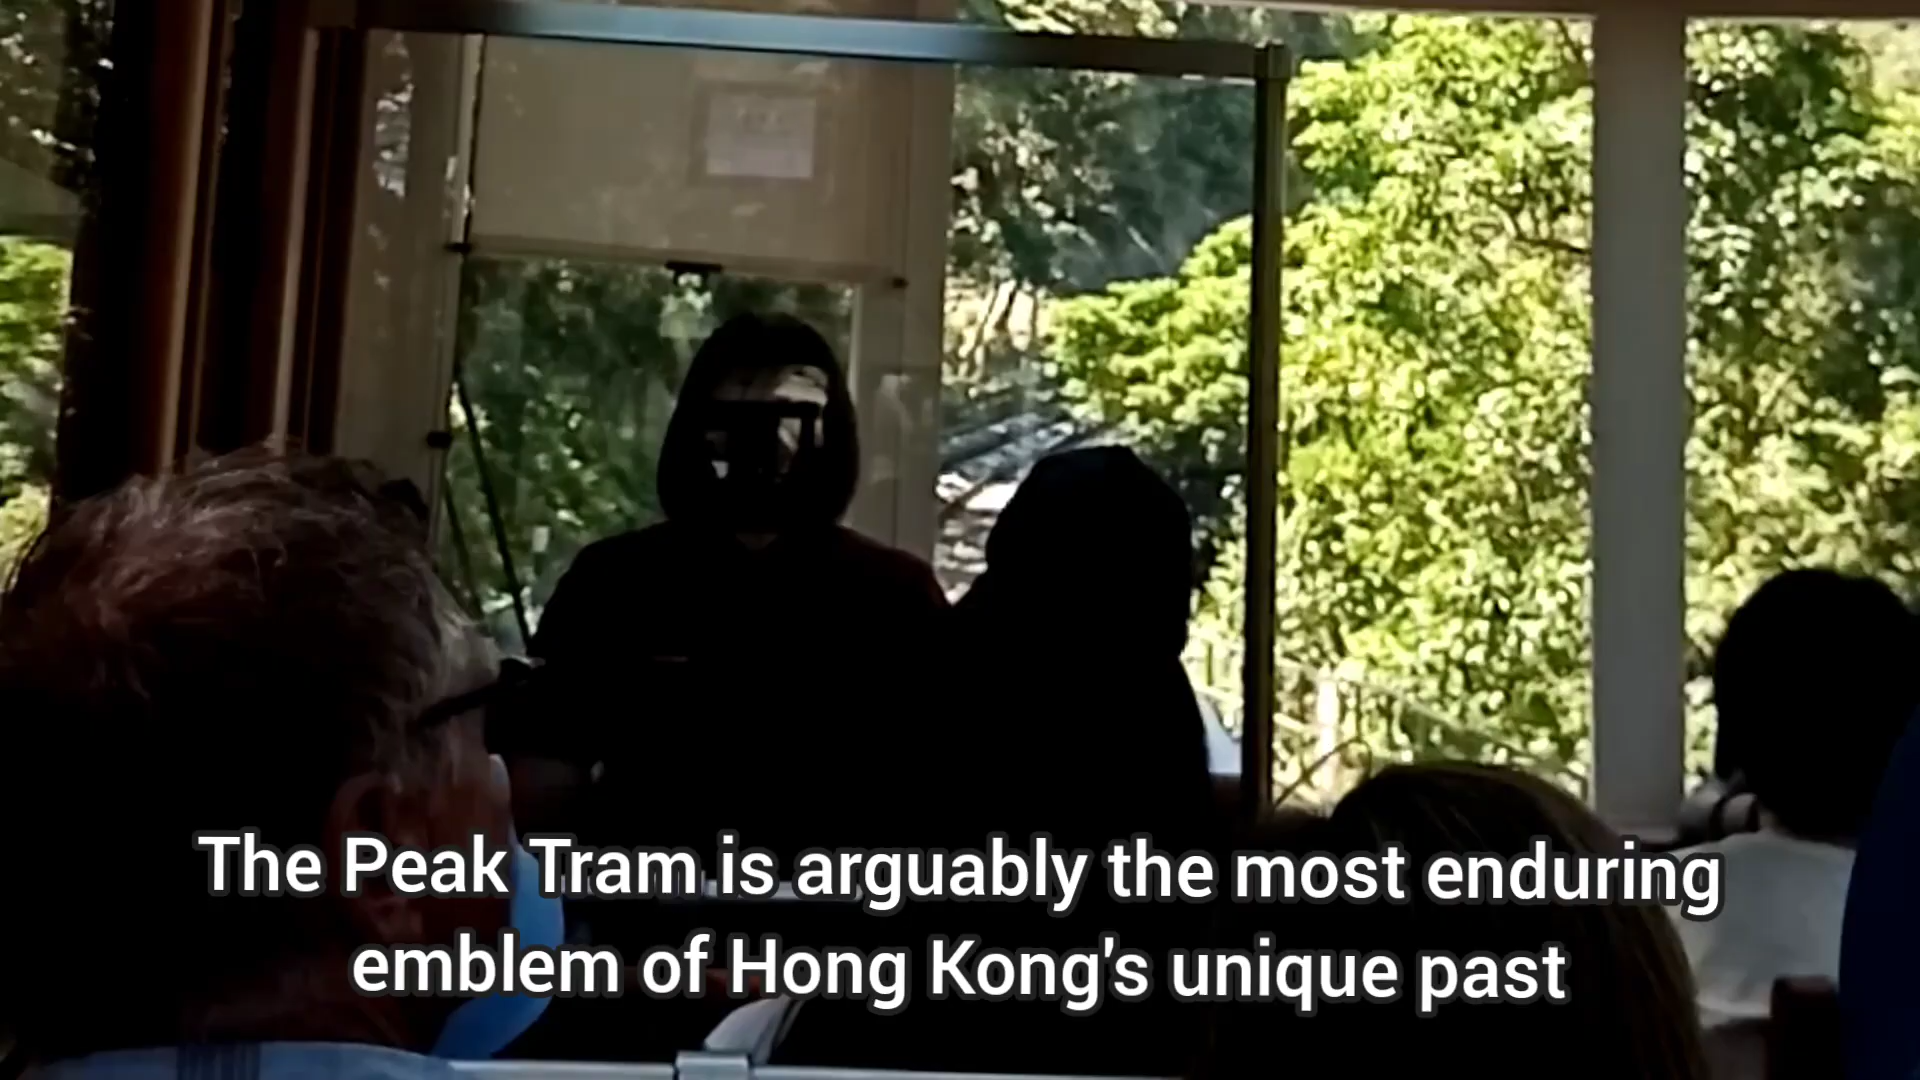 The Peak Tram is arguably the most enduring
emblem of Hong Kong's unique past